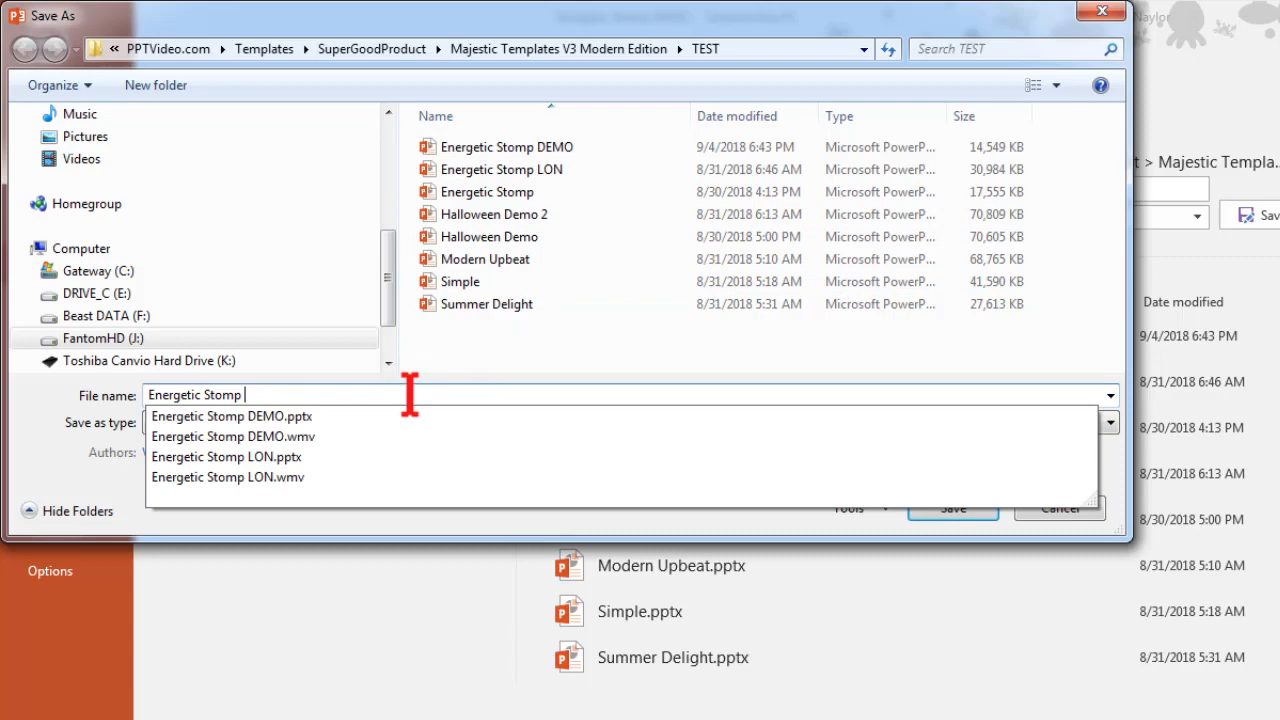 Save As
Naylor
« PPTVideo.com Templates SuperGoodProduct Majestic Templates V3 Modern Edition TEST Search TEST
Organize New folder
Music
Pictures
Videos
Homegroup
Computer
Gateway (C:)
DRIVE_C (E:)
Beast DATA (F:)
FantomHD (J:)
Toshiba Canvio Hard Drive (K:)
Name Date modified Type Size
Energetic Stomp DEMO 9/4/2018 6:43 PM Microsoft PowerP... 14,549 KB
Energetic Stomp LON 8/31/2018 6:46 AM Microsoft PowerP... 30,984 KB
Energetic Stomp 8/30/2018 4:13 PM Microsoft PowerP... 17,555 KB
Halloween Demo 2 8/31/2018 6:13 AM Microsoft PowerP... 70,809 KB
Halloween Demo 8/30/2018 5:00 PM Microsoft PowerP... 70,605 KB
Modern Upbeat 8/31/2018 5:10 AM Microsoft PowerP... 68,765 KB
Simple 8/31/2018 5:18 AM Microsoft PowerP... 41,590 KB
Summer Delight 8/31/2018 5:31 AM Microsoft PowerP... 27,613 KB
File name: Energetic Stomp
Save as type:
Authors:
Energetic Stomp DEMO.pptx
Energetic Stomp DEMO.wmv
Energetic Stomp LON.pptx
Energetic Stomp LON.wmv
Hide Folders
Tools Save Cancel
t > Majestic Templa...
Sav
Date modified
9/4/2018 6:43 PM
8/31/2018 6:46 AM
8/30/2018 4:13 PM
8/31/2018 6:13 AM
8/30/2018 5:00 PM
Options
Modern Upbeat.pptx 8/31/2018 5:10 AM
Simple.pptx 8/31/2018 5:18 AM
Summer Delight.pptx 8/31/2018 5:31 AM